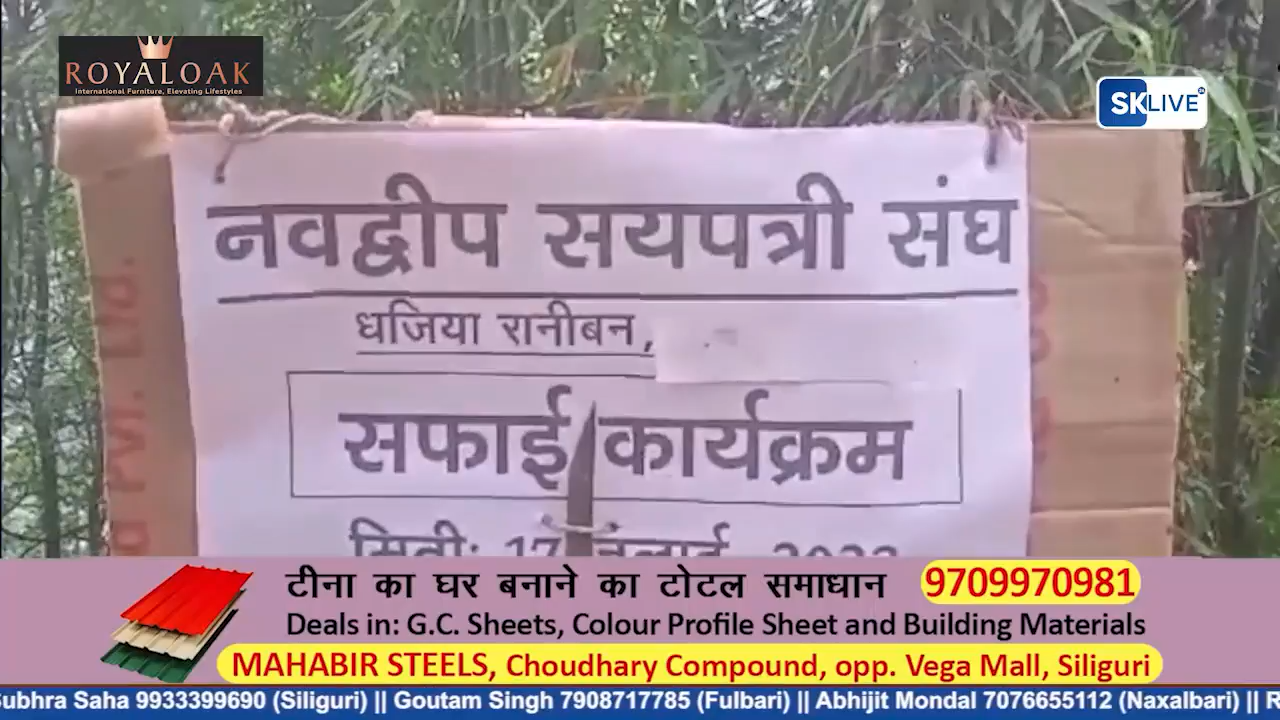 ROYALOAK
International Furniture, Elevating Lifestyles
SKLIVE
नवद्वीप सयपत्री संघ
धजिया रानीबन,
सफाई कार्यक्रम
मिती: 17 जुलाई
टीना का घर बनाने का टोटल समाधान 9709970981
Deals in: G.C. Sheets, Colour Profile Sheet and Building Materials
MAHABIR STEELS, Choudhary Compound, opp. Vega Mall, Siliguri
Subhra Saha 9933399690 (Siliguri) || Goutam Singh 7908717785 (Fulbari) || Abhijit Mondal 7076655112 (Naxalbari) || R